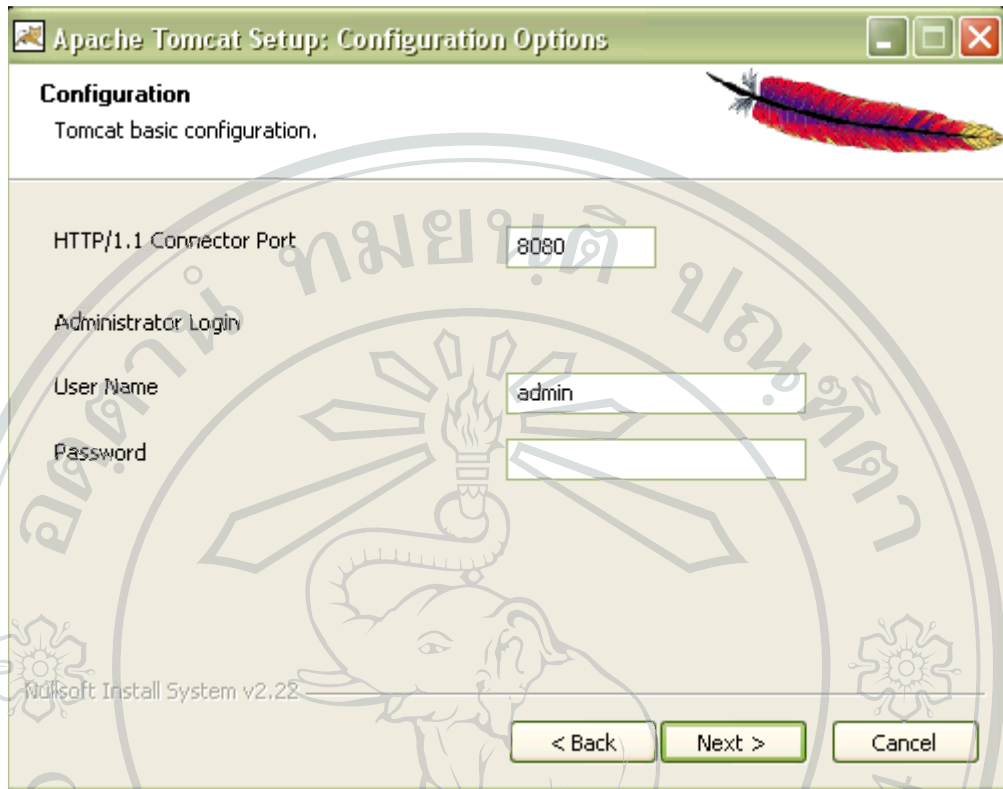 Apache Tomcat Setup: Configuration Options
Configuration
Tomcat basic configuration.
HTTP/1.1 Connector Port
8080
Administrator Login
User Name
admin
Password
Nullsoft Install System v2.22
< Back
Next >
Cancel